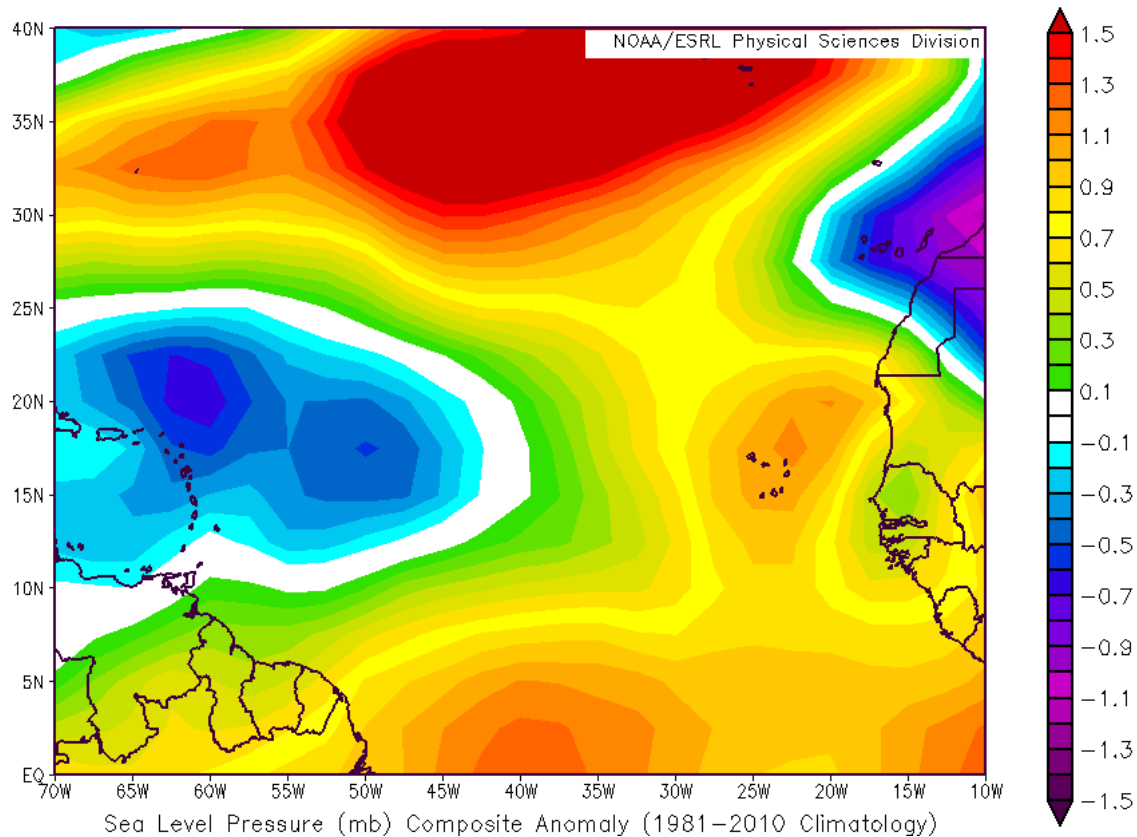 NOAA/ESRL Physical Sciences Division
40N
35N
30N
25N
20N
15N
10N
5N
EQ
70W 65W 60W 55W 50W 45W 40W 35W 30W 25W 20W 15W 10W
1.5
1.3
1.1
0.9
0.7
0.5
0.3
0.1
−0.1
−0.3
−0.5
−0.7
−0.9
−1.1
−1.3
−1.5
Sea Level Pressure (mb) Composite Anomaly (1981−2010 Climatology)